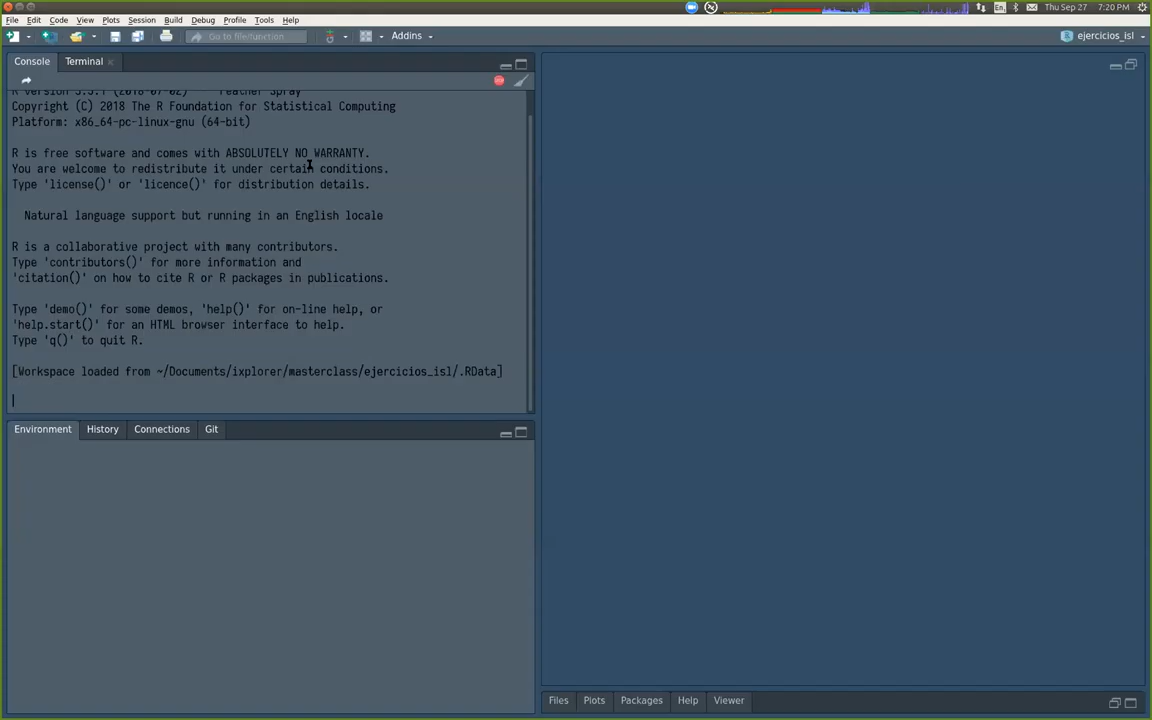 En
Thu Sep 27
7:20 PM
File Edit View Plots Session Build Debug Profile Tools Help
Go to file/function
Addins
ejercicios_isl
Console
Terminal
Copyright (C) 2018 The R Foundation for Statistical Computing
Platform: x86_64-pc-linux-gnu (64-bit)
R is free software and comes with ABSOLUTELY NO WARRANTY.
You are welcome to redistribute it under certain conditions.
Type 'license()' or 'licence()' for distribution details.
Natural language support but running in an English locale
R is a collaborative project with many contributors.
Type 'contributors()' for more information and
'citation()' on how to cite R or R packages in publications.
Type 'demo()' for some demos, 'help()' for on-line help, or
'help.start()' for an HTML browser interface to help.
Type 'q()' to quit R.
[Workspace loaded from ~/Documents/ixplorer/masterclass/ejercicios_isl/.RData]
Environment History Connections Git
Files Plots Packages Help Viewer